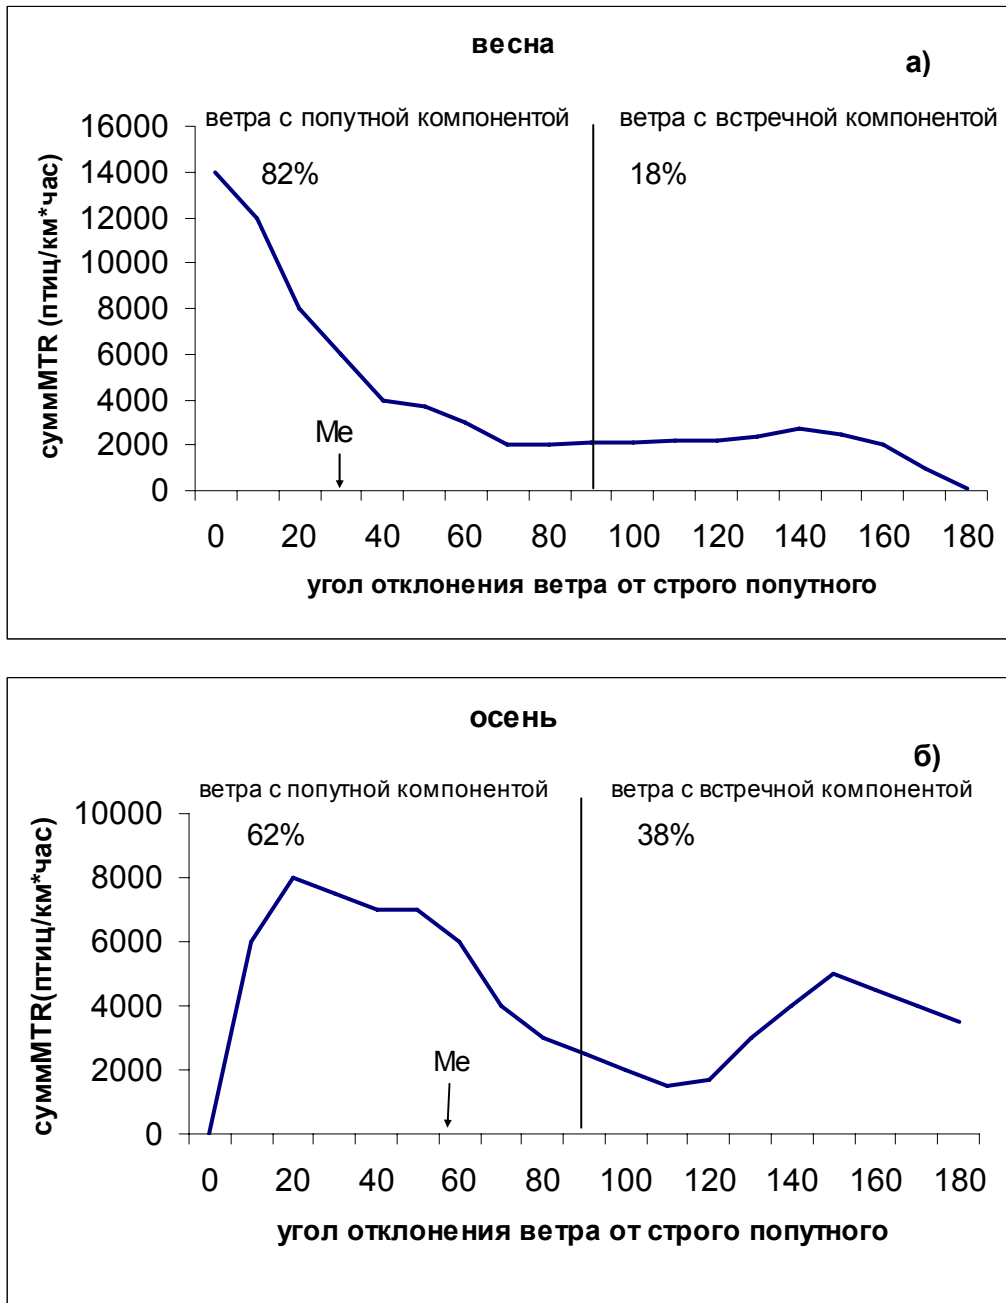 весна
а)
ветра с попутной компонентой
ветра с встречной компонентой
82%
18%
16000
14000
12000
10000
8000
6000
4000
2000
0
суммMTR (птиц/км*час)
Me
0 20 40 60 80 100 120 140 160 180
угол отклонения ветра от строго попутного
осень
б)
ветра с попутной компонентой
ветра с встречной компонентой
62%
38%
10000
8000
6000
4000
2000
0
суммMTR(птиц/км*час)
Me
0 20 40 60 80 100 120 140 160 180
угол отклонения ветра от строго попутного